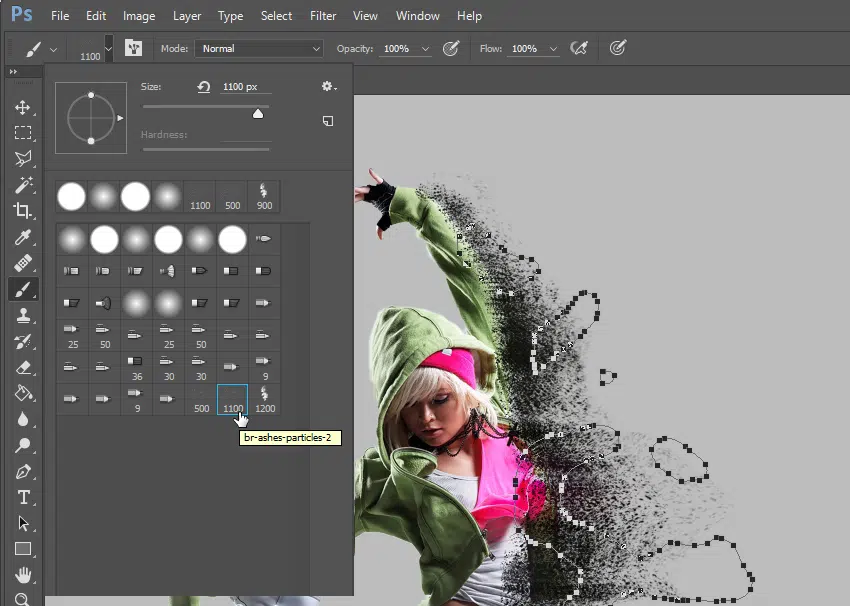 Ps File Edit Image Layer Type Select Filter View Window Help
1100 Mode: Normal Opacity: 100% Flow: 100%
Size: 1100 px
Hardness:
1100 500 900
25 50 25 50
36 30 30 9
9 500 1100 1200
br-ashes-particles-2
T